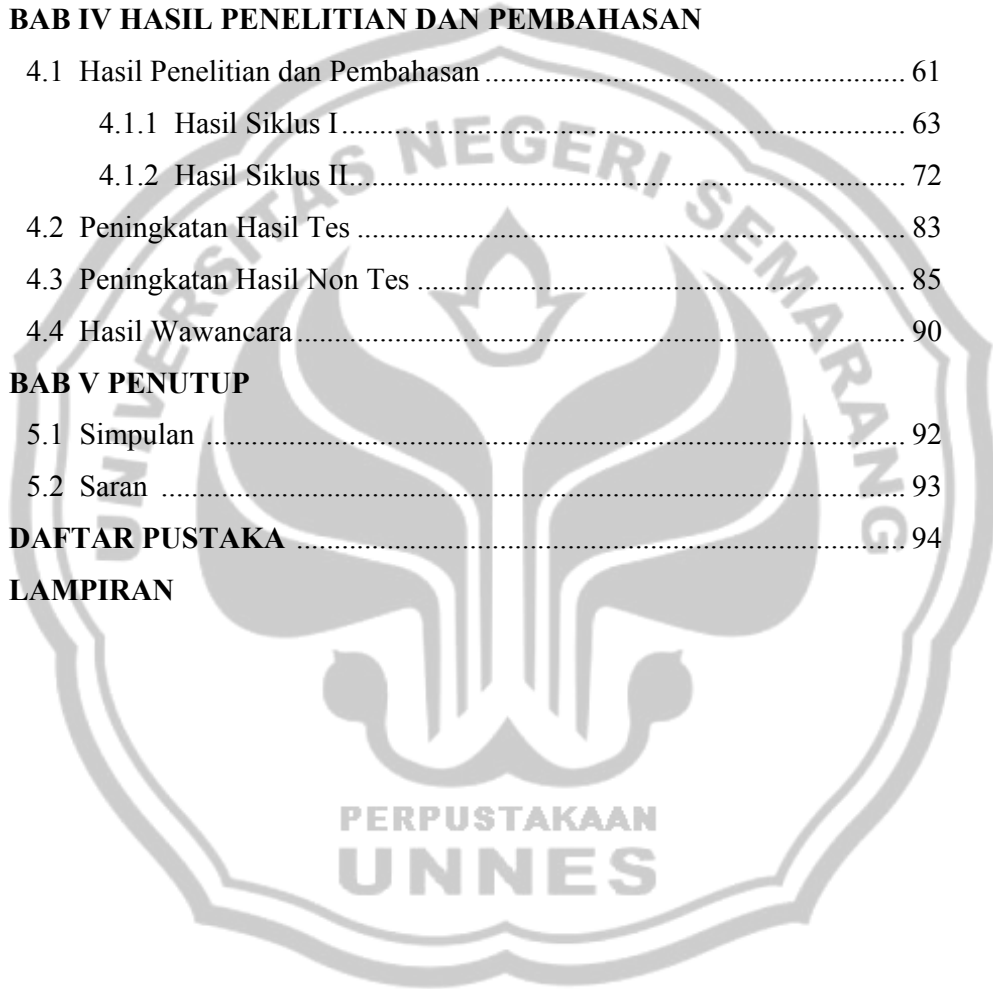 BAB IV HASIL PENELITIAN DAN PEMBAHASAN
4.1 Hasil Penelitian dan Pembahasan ........................................................... 61
4.1.1 Hasil Siklus I ............................................................................... 63
4.1.2 Hasil Siklus II .............................................................................. 72
4.2 Peningkatan Hasil Tes ............................................................................. 83
4.3 Peningkatan Hasil Non Tes ..................................................................... 85
4.4 Hasil Wawancara ...................................................................................... 90
BAB V PENUTUP
5.1 Simpulan ................................................................................................... 92
5.2 Saran ......................................................................................................... 93
DAFTAR PUSTAKA ...................................................................................... 94
LAMPIRAN
UNIVERSITAS NEGERI SEMARANG
PERPUSTAKAAN
UNNES